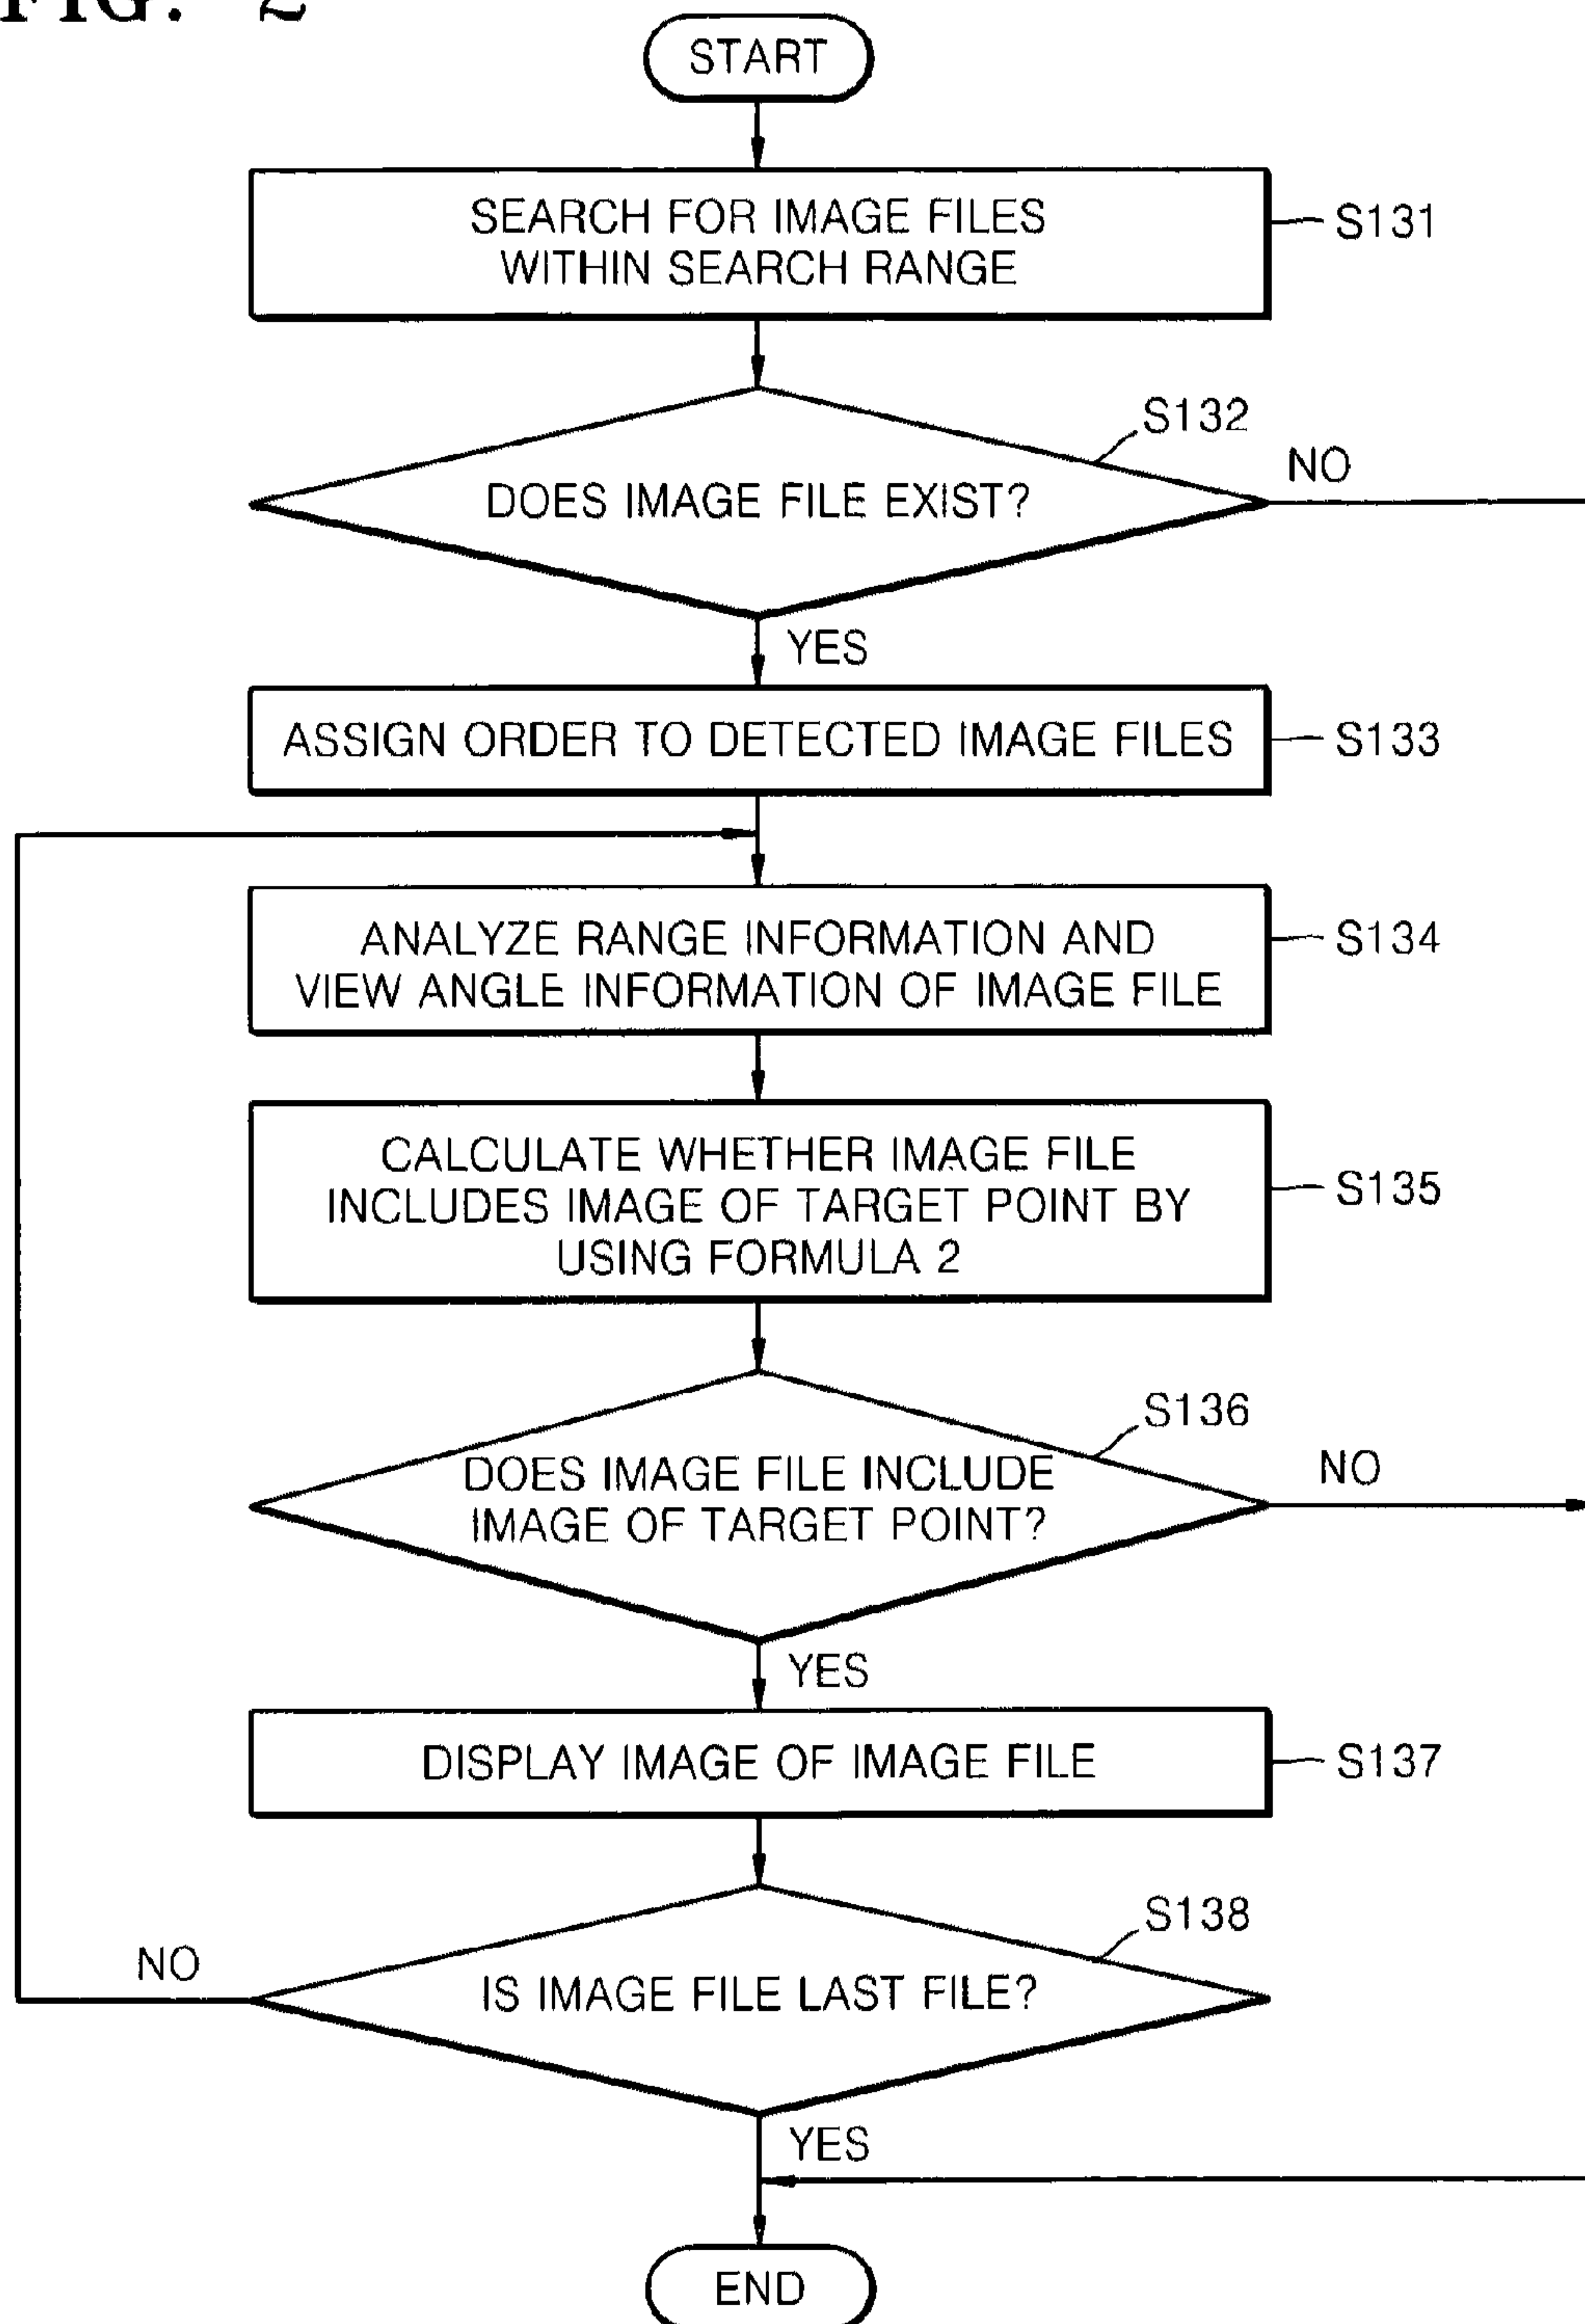 FIG. 2
START
SEARCH FOR IMAGE FILES
WITHIN SEARCH RANGE
S131
S132
DOES IMAGE FILE EXIST?
NO
YES
ASSIGN ORDER TO DETECTED IMAGE FILES
S133
ANALYZE RANGE INFORMATION AND
VIEW ANGLE INFORMATION OF IMAGE FILE
S134
CALCULATE WHETHER IMAGE FILE
INCLUDES IMAGE OF TARGET POINT BY
USING FORMULA 2
S135
S136
DOES IMAGE FILE INCLUDE
IMAGE OF TARGET POINT?
NO
YES
DISPLAY IMAGE OF IMAGE FILE
S137
S138
NO
IS IMAGE FILE LAST FILE?
YES
END